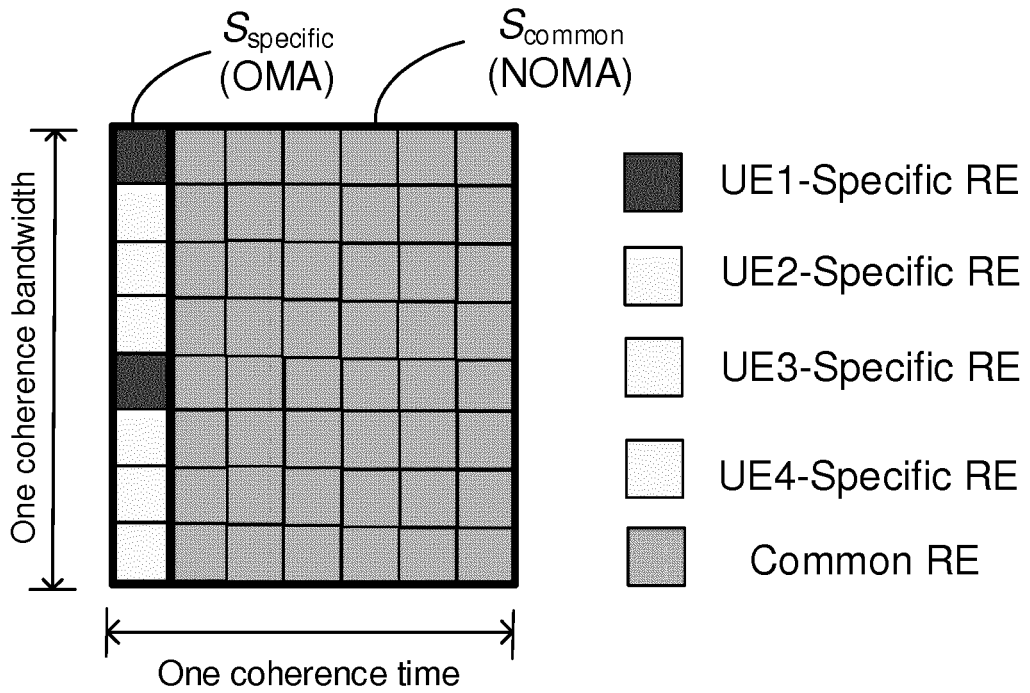 Sspecific
(OMA)
Scommon
(NOMA)
One coherence bandwidth
UE1-Specific RE
UE2-Specific RE
UE3-Specific RE
UE4-Specific RE
Common RE
One coherence time